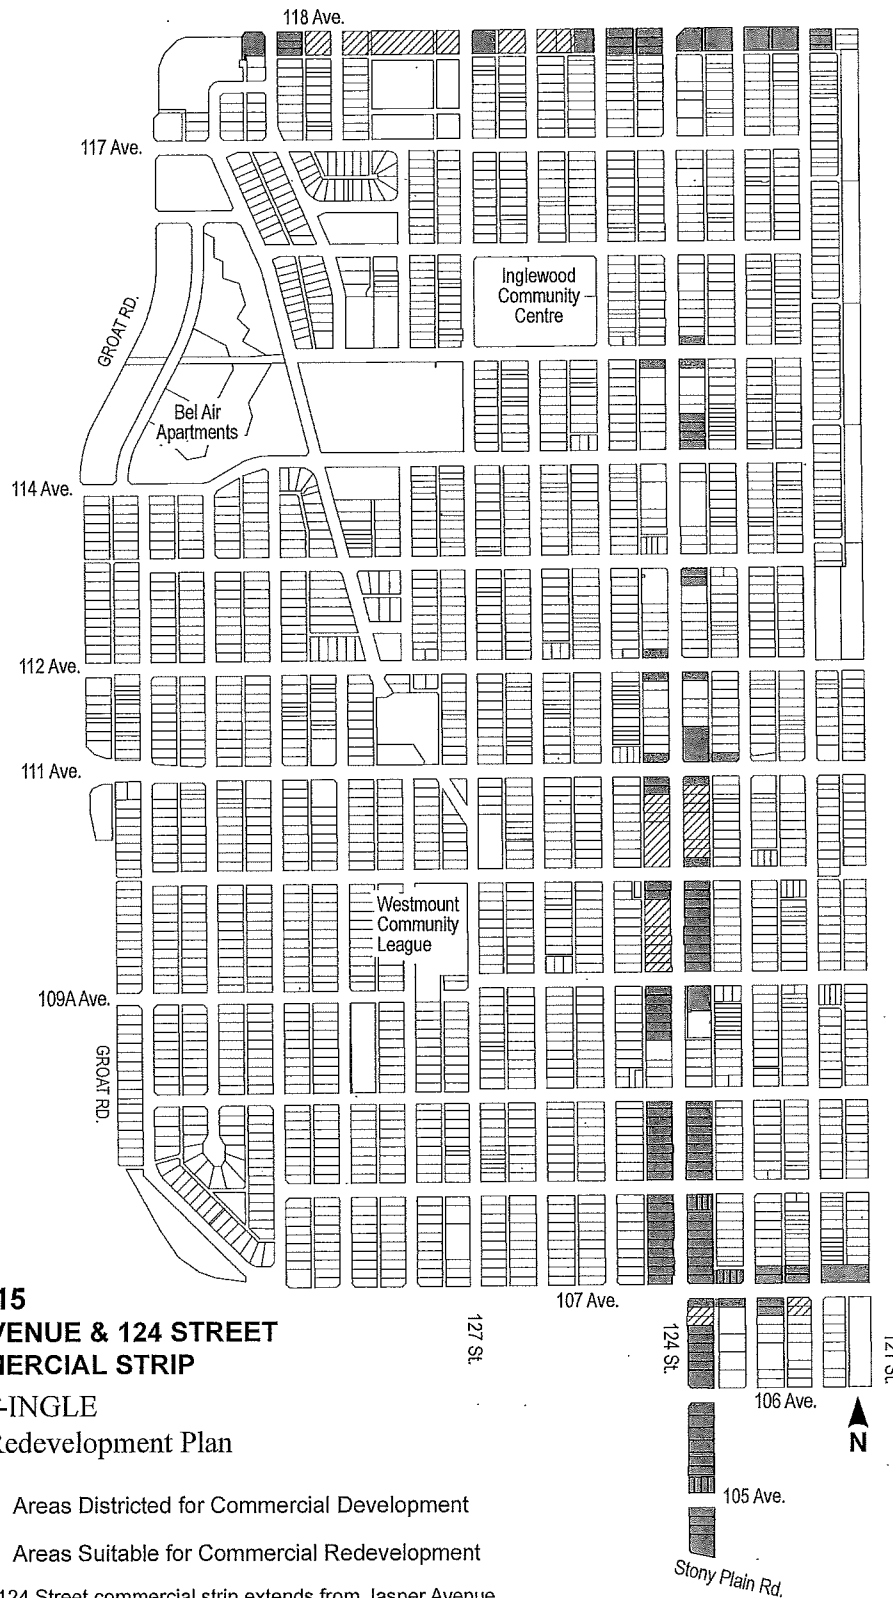 118 Ave.
117 Ave.
Inglewood
Community
Centre
GROAT RD.
Bel Air
Apartments
114 Ave.
112 Ave.
111 Ave.
Westmount
Community
League
109A Ave.
GROAT RD.
107 Ave.
15
VENUE & 124 STREET
MERCIAL STRIP
-INGLE
Redevelopment Plan
127 St.
124 St.
121 St.
106 Ave.
N
Areas Districted for Commercial Development
105 Ave.
Areas Suitable for Commercial Redevelopment
Stony Plain Rd.
124 Street commercial strip extends from Jasper Avenue